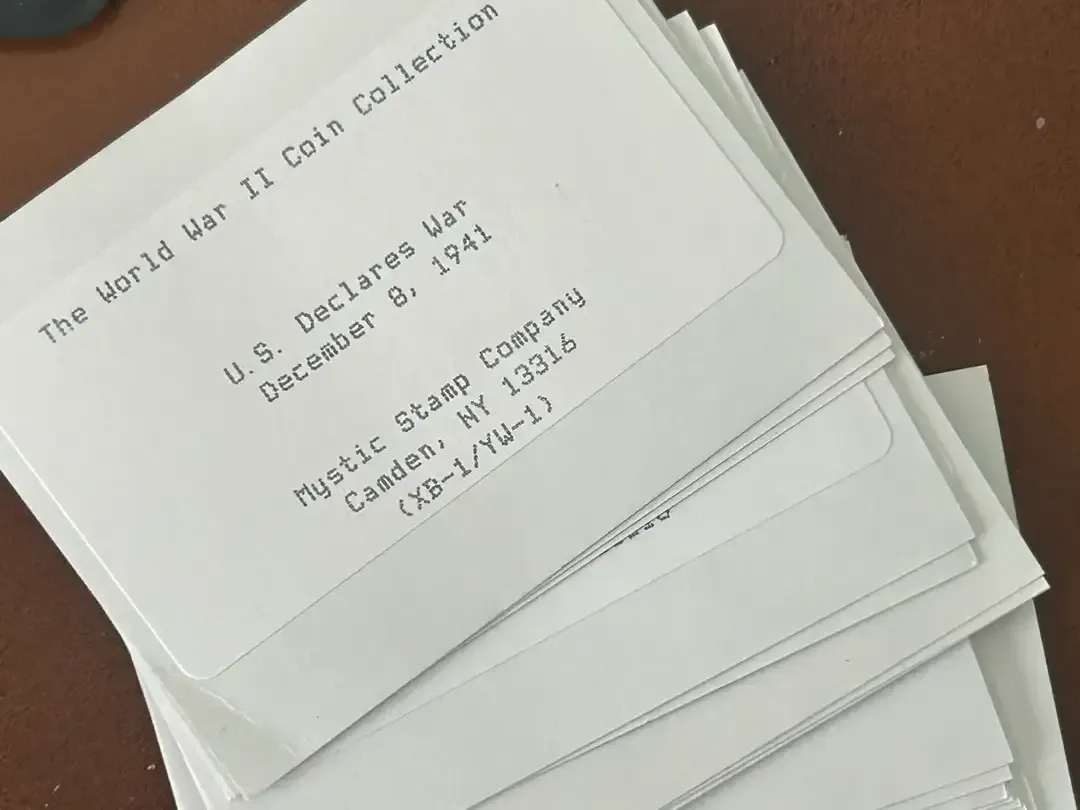 The World War II Coin Collection
U.S. Declares War
December 8, 1941
Mystic Stamp Company
Camden, NY 13316
(XB-1/YW-1)